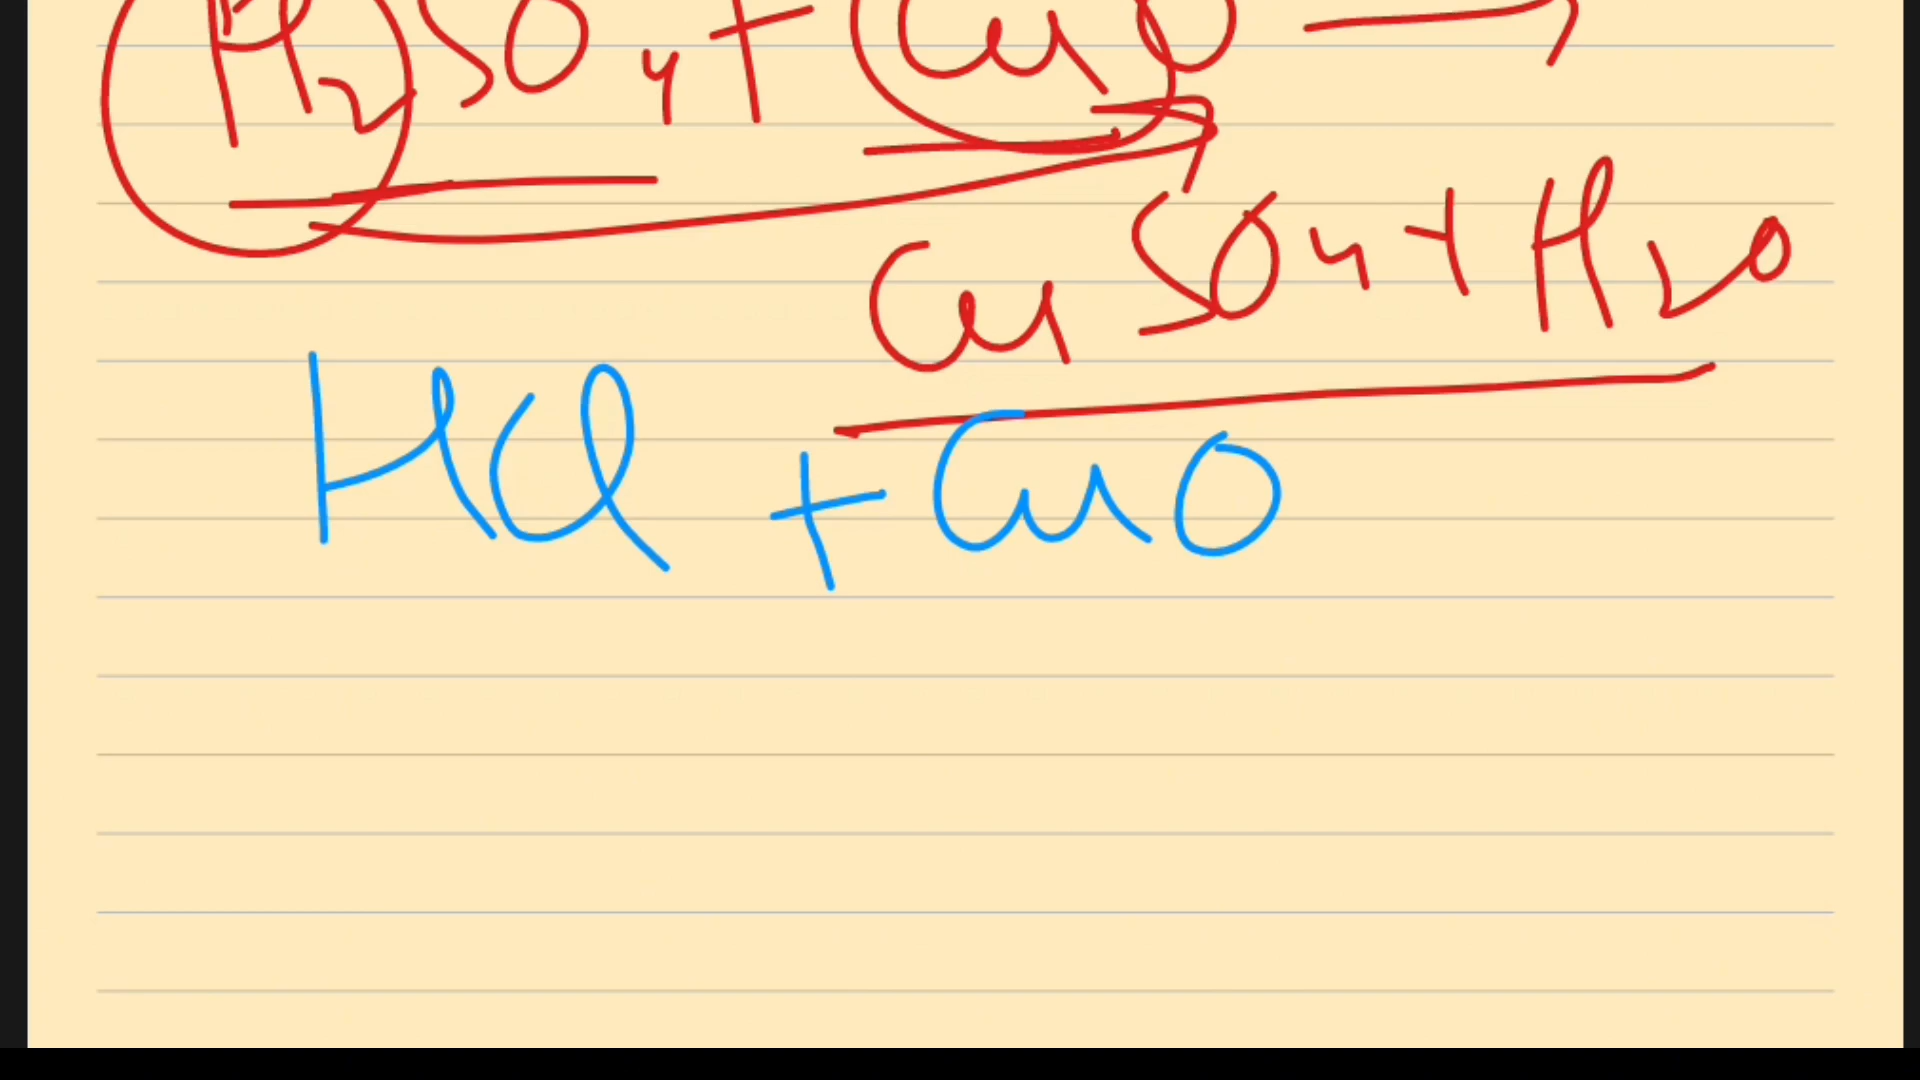 H2SO4 + CuO →
CuSO4 + H2O
HCl + CuO